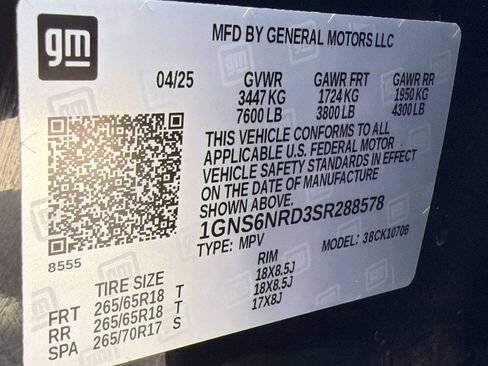 gm
MFD BY GENERAL MOTORS LLC
04/25 GVWR GAWR FRT GAWR RR
3447 KG 1724 KG 1950 KG
7600 LB 3800 LB 4300 LB
THIS VEHICLE CONFORMS TO ALL
APPLICABLE U.S. FEDERAL MOTOR
VEHICLE SAFETY STANDARDS IN EFFECT
ON THE DATE OF MANUFACTURE
SHOWN ABOVE.
1GNS6NRD3SR288578
TYPE: MPV MODEL: 38CK10706
8555
TIRE SIZE RIM
FRT 265/65R18 T 18X8.5J
RR 265/65R18 T 18X8.5J
SPA 265/70R17 S 17X8J